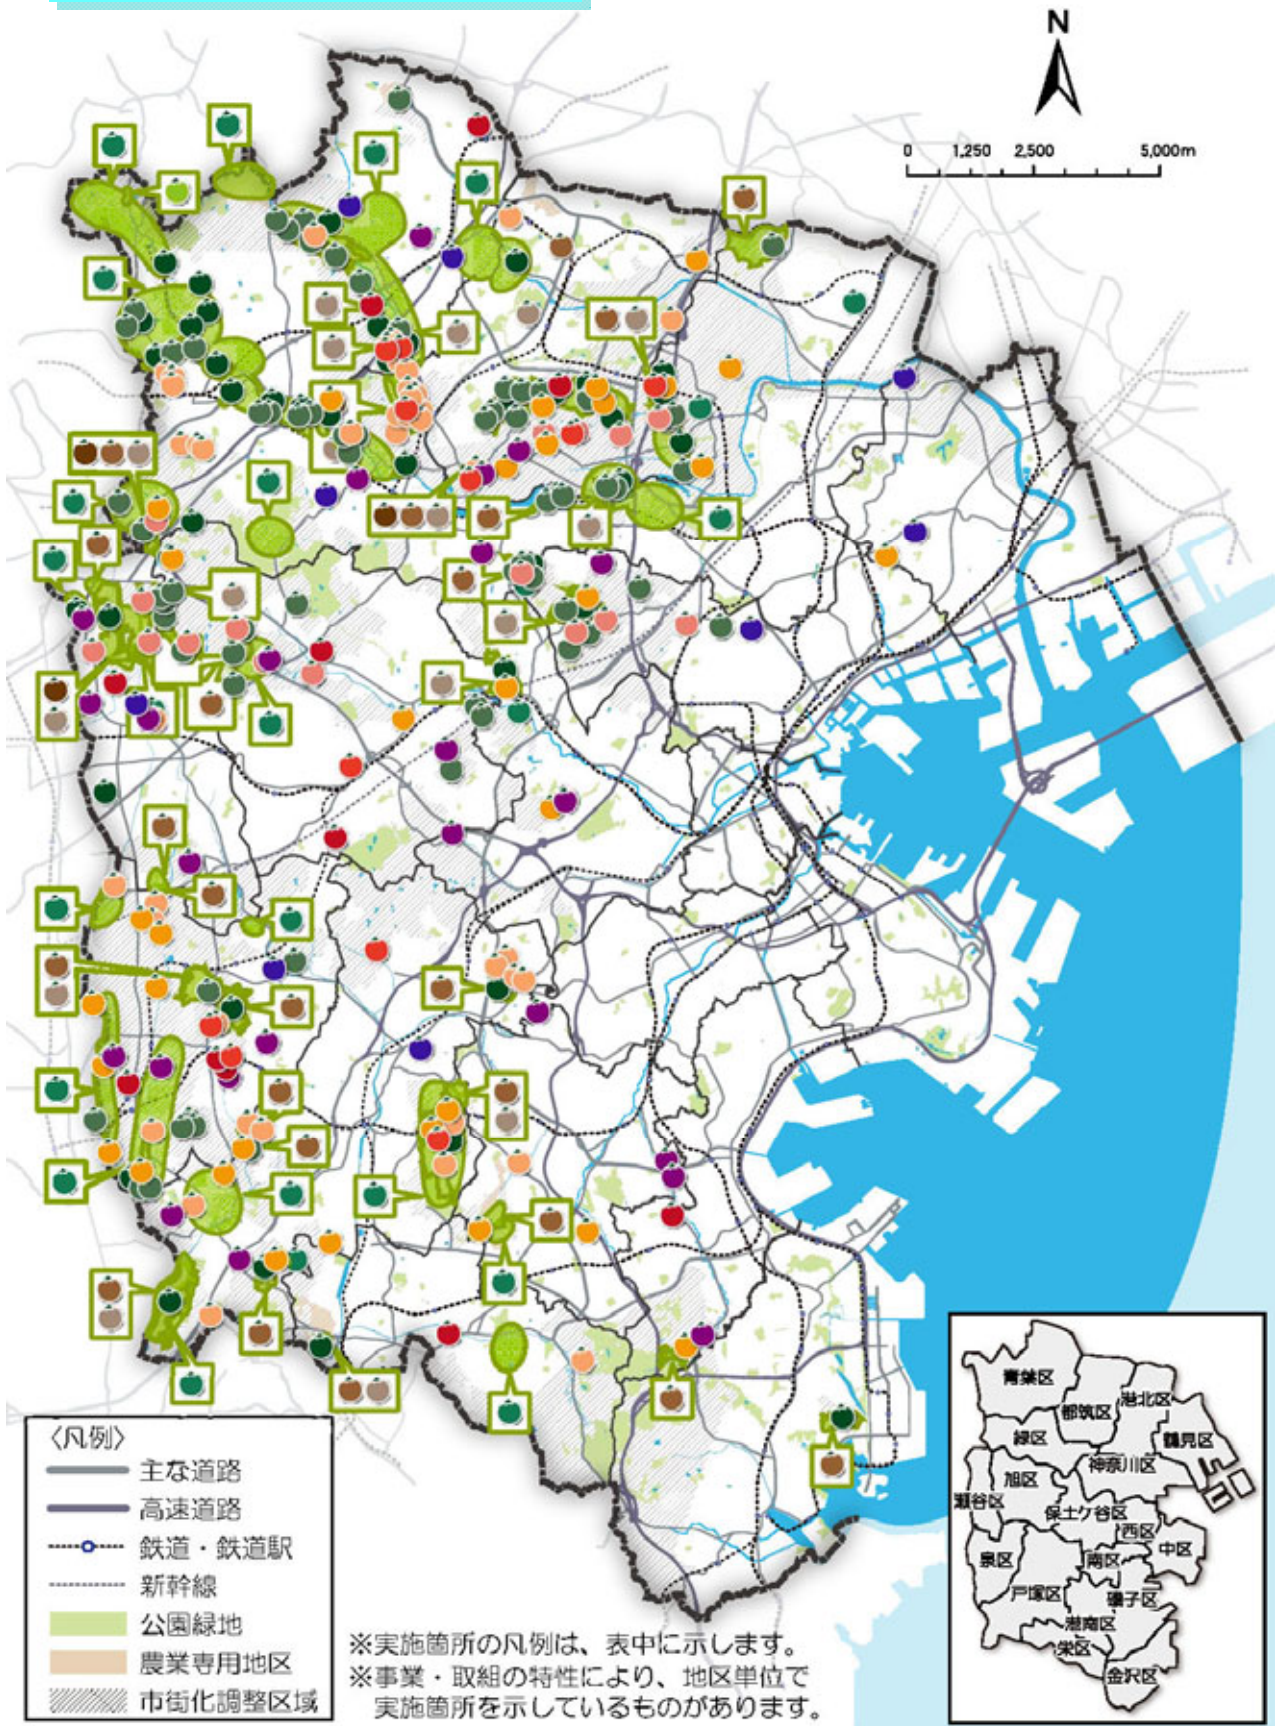 N
0 1,250 2,500 5,000m
〈凡例〉
主な道路
高速道路
鉄道・鉄道駅
新幹線
公園緑地
農業専用地区
市街化調整区域
※実施箇所の凡例は、表中に示します。
※事業・取組の特性により、地区単位で
実施箇所を示しているものがあります。
青葉区
都筑区
港北区
緑区
鶴見区
神奈川区
旭区
瀬谷区
保土ケ谷区
西区
中区
泉区
南区
戸塚区
磯子区
港南区
栄区
金沢区